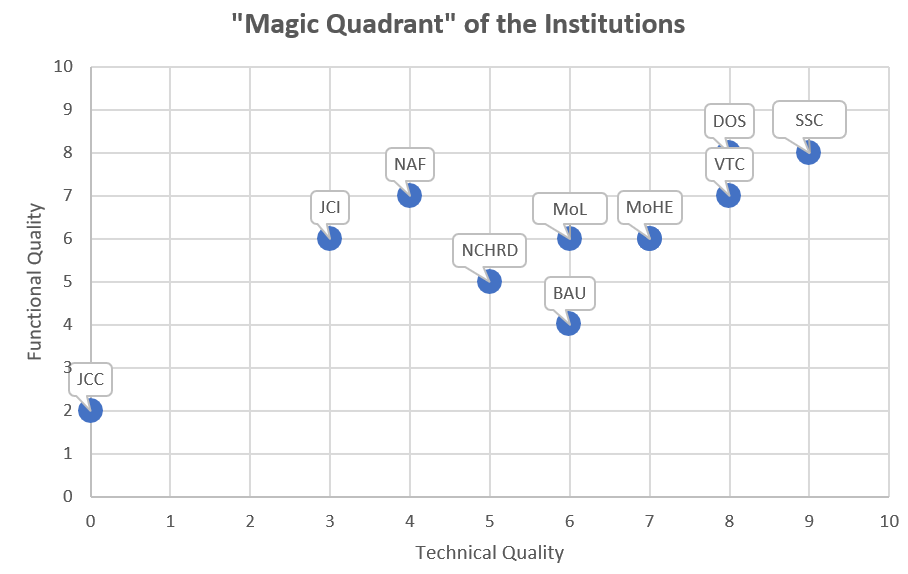 "Magic Quadrant" of the Institutions
10
9
DOS
SSC
8
NAF
VTC
7
JCI
MoL
MoHE
6
NCHRD
5
BAU
4
3
JCC
2
1
0
0 1 2 3 4 5 6 7 8 9 10
Functional Quality
Technical Quality